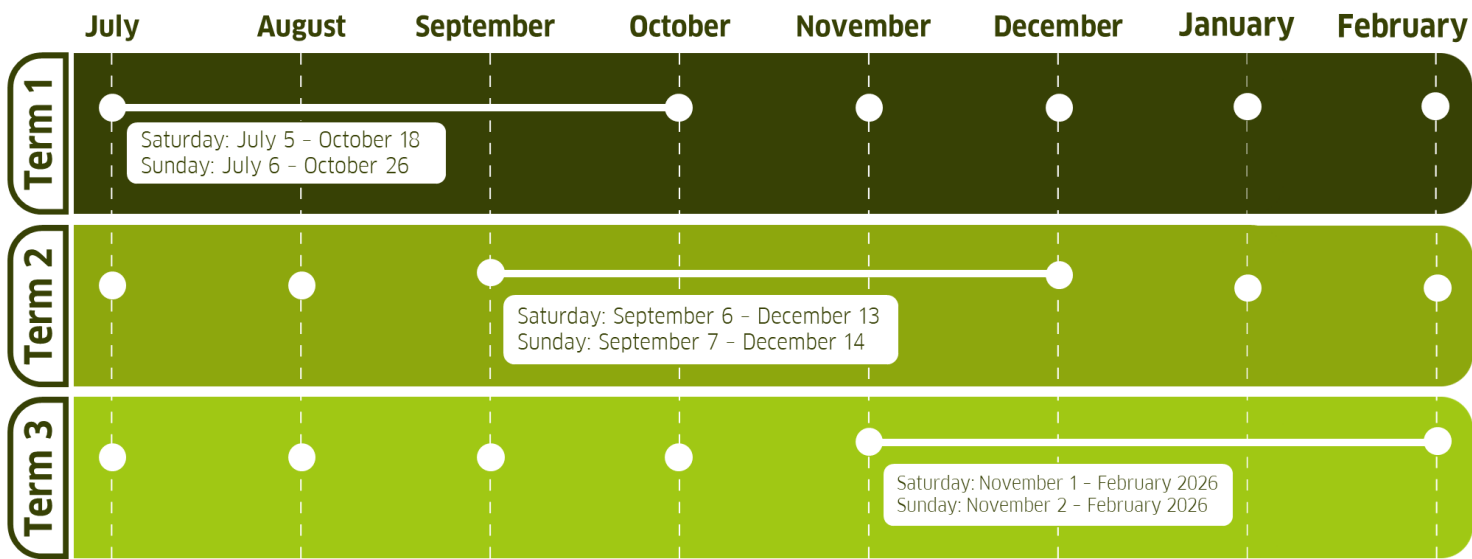 July August September October November December January February
Term 1
Saturday: July 5 - October 18
Sunday: July 6 - October 26
Term 2
Saturday: September 6 - December 13
Sunday: September 7 - December 14
Term 3
Saturday: November 1 - February 2026
Sunday: November 2 - February 2026